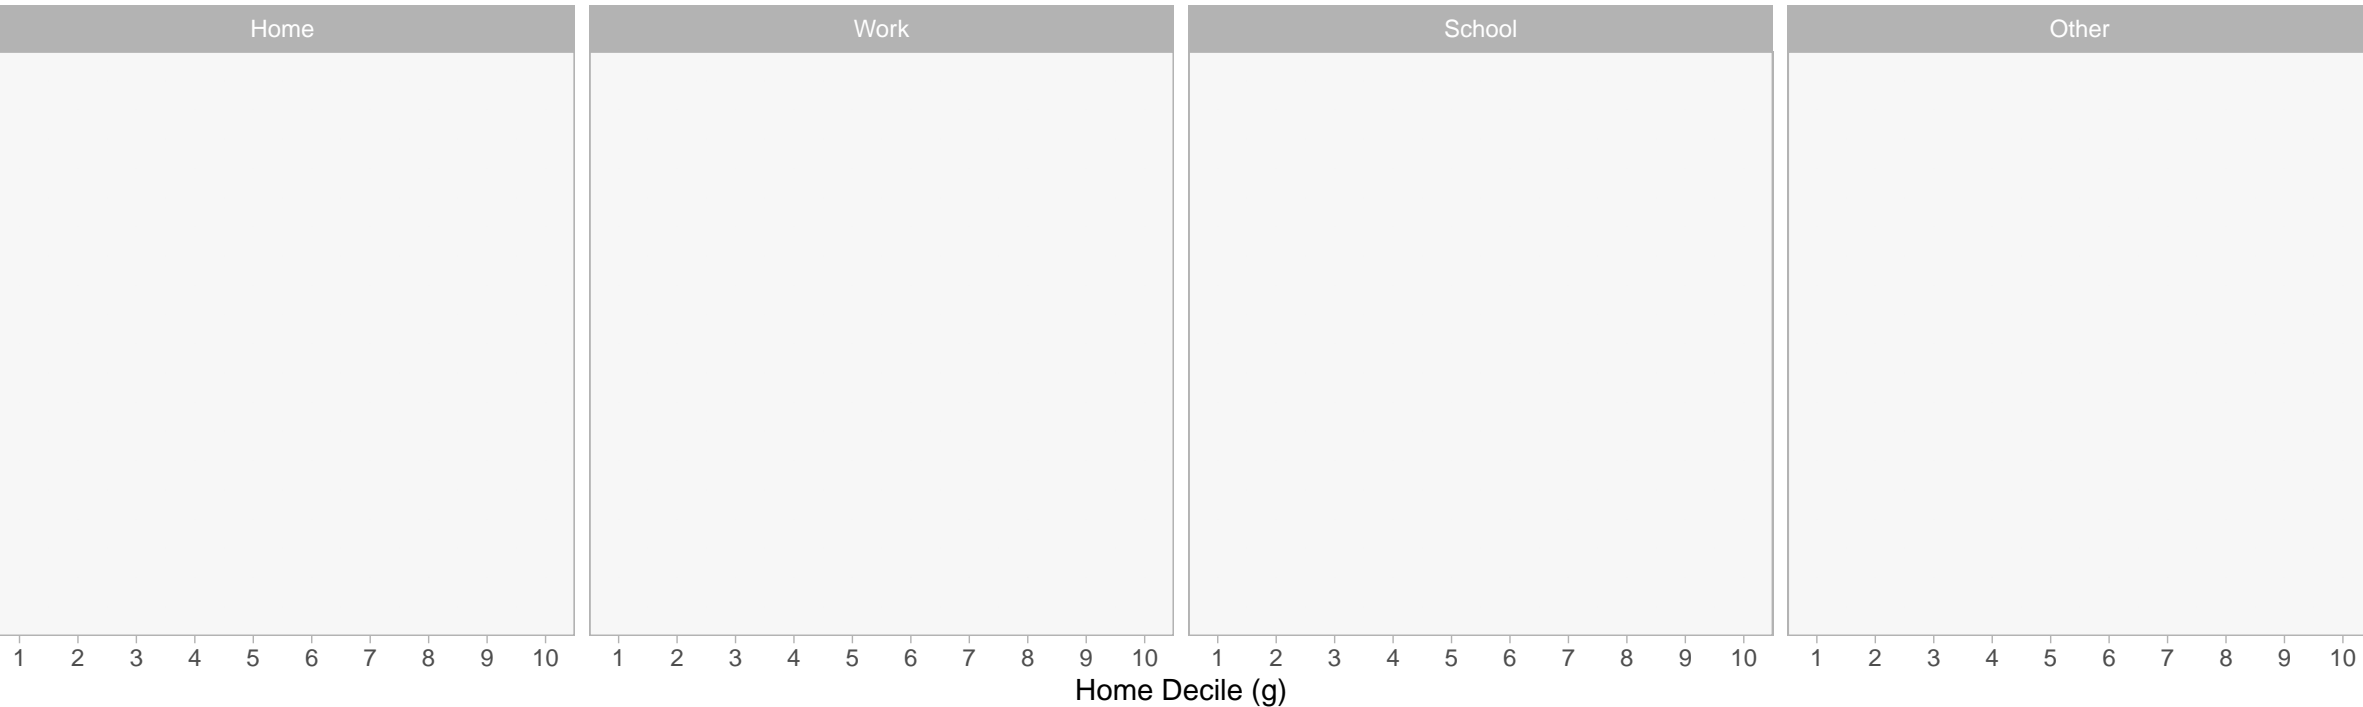 Home Work School Other
1 2 3 4 5 6 7 8 9 10 1 2 3 4 5 6 7 8 9 10 1 2 3 4 5 6 7 8 9 10 1 2 3 4 5 6 7 8 9 10
Home Decile (g)